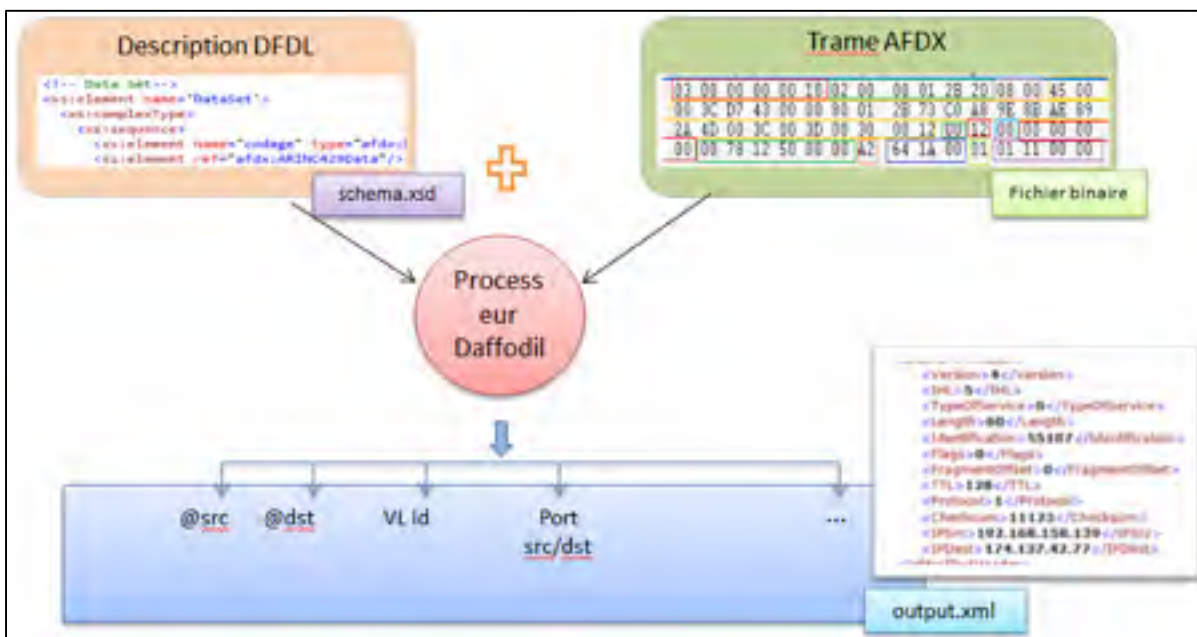 Description DFDL
<!-- Data Set-->
<xs:element name="DataSet">
<xs:complexType>
<xs:sequence>
<xs:element name="codage" type="afdx:
<xs:element ref="afdx:ARINC429Data"/>
schema.xsd
Trame AFDX
03 00 00 00 00 10 02 00 00 01 2B 20 08 00 45 00
00 3C D7 43 00 00 80 01 2B 73 C0 A8 9E 8B AE 89
2A 4D 00 3C 00 3D 00 30 00 12 00 12 00 00 00 00
00 00 78 12 50 00 00 A2 64 1A 00 01 01 11 00 00
Fichier binaire
Process
eur
Daffodil
@src @dst VL Id Port
src/dst
...
<Version>4</Version>
<IHL>5</IHL>
<TypeOfService>0</TypeOfService>
<Length>60</Length>
<Identification>55107</Identification>
<Flags>0</Flags>
<FragmentOffset>0</FragmentOffset>
<TTL>128</TTL>
<Protocol>1</Protocol>
<Checksum>11123</Checksum>
<IPSrc>192.168.158.139</IPSrc>
<IPDest>174.137.42.77</IPDest>
output.xml